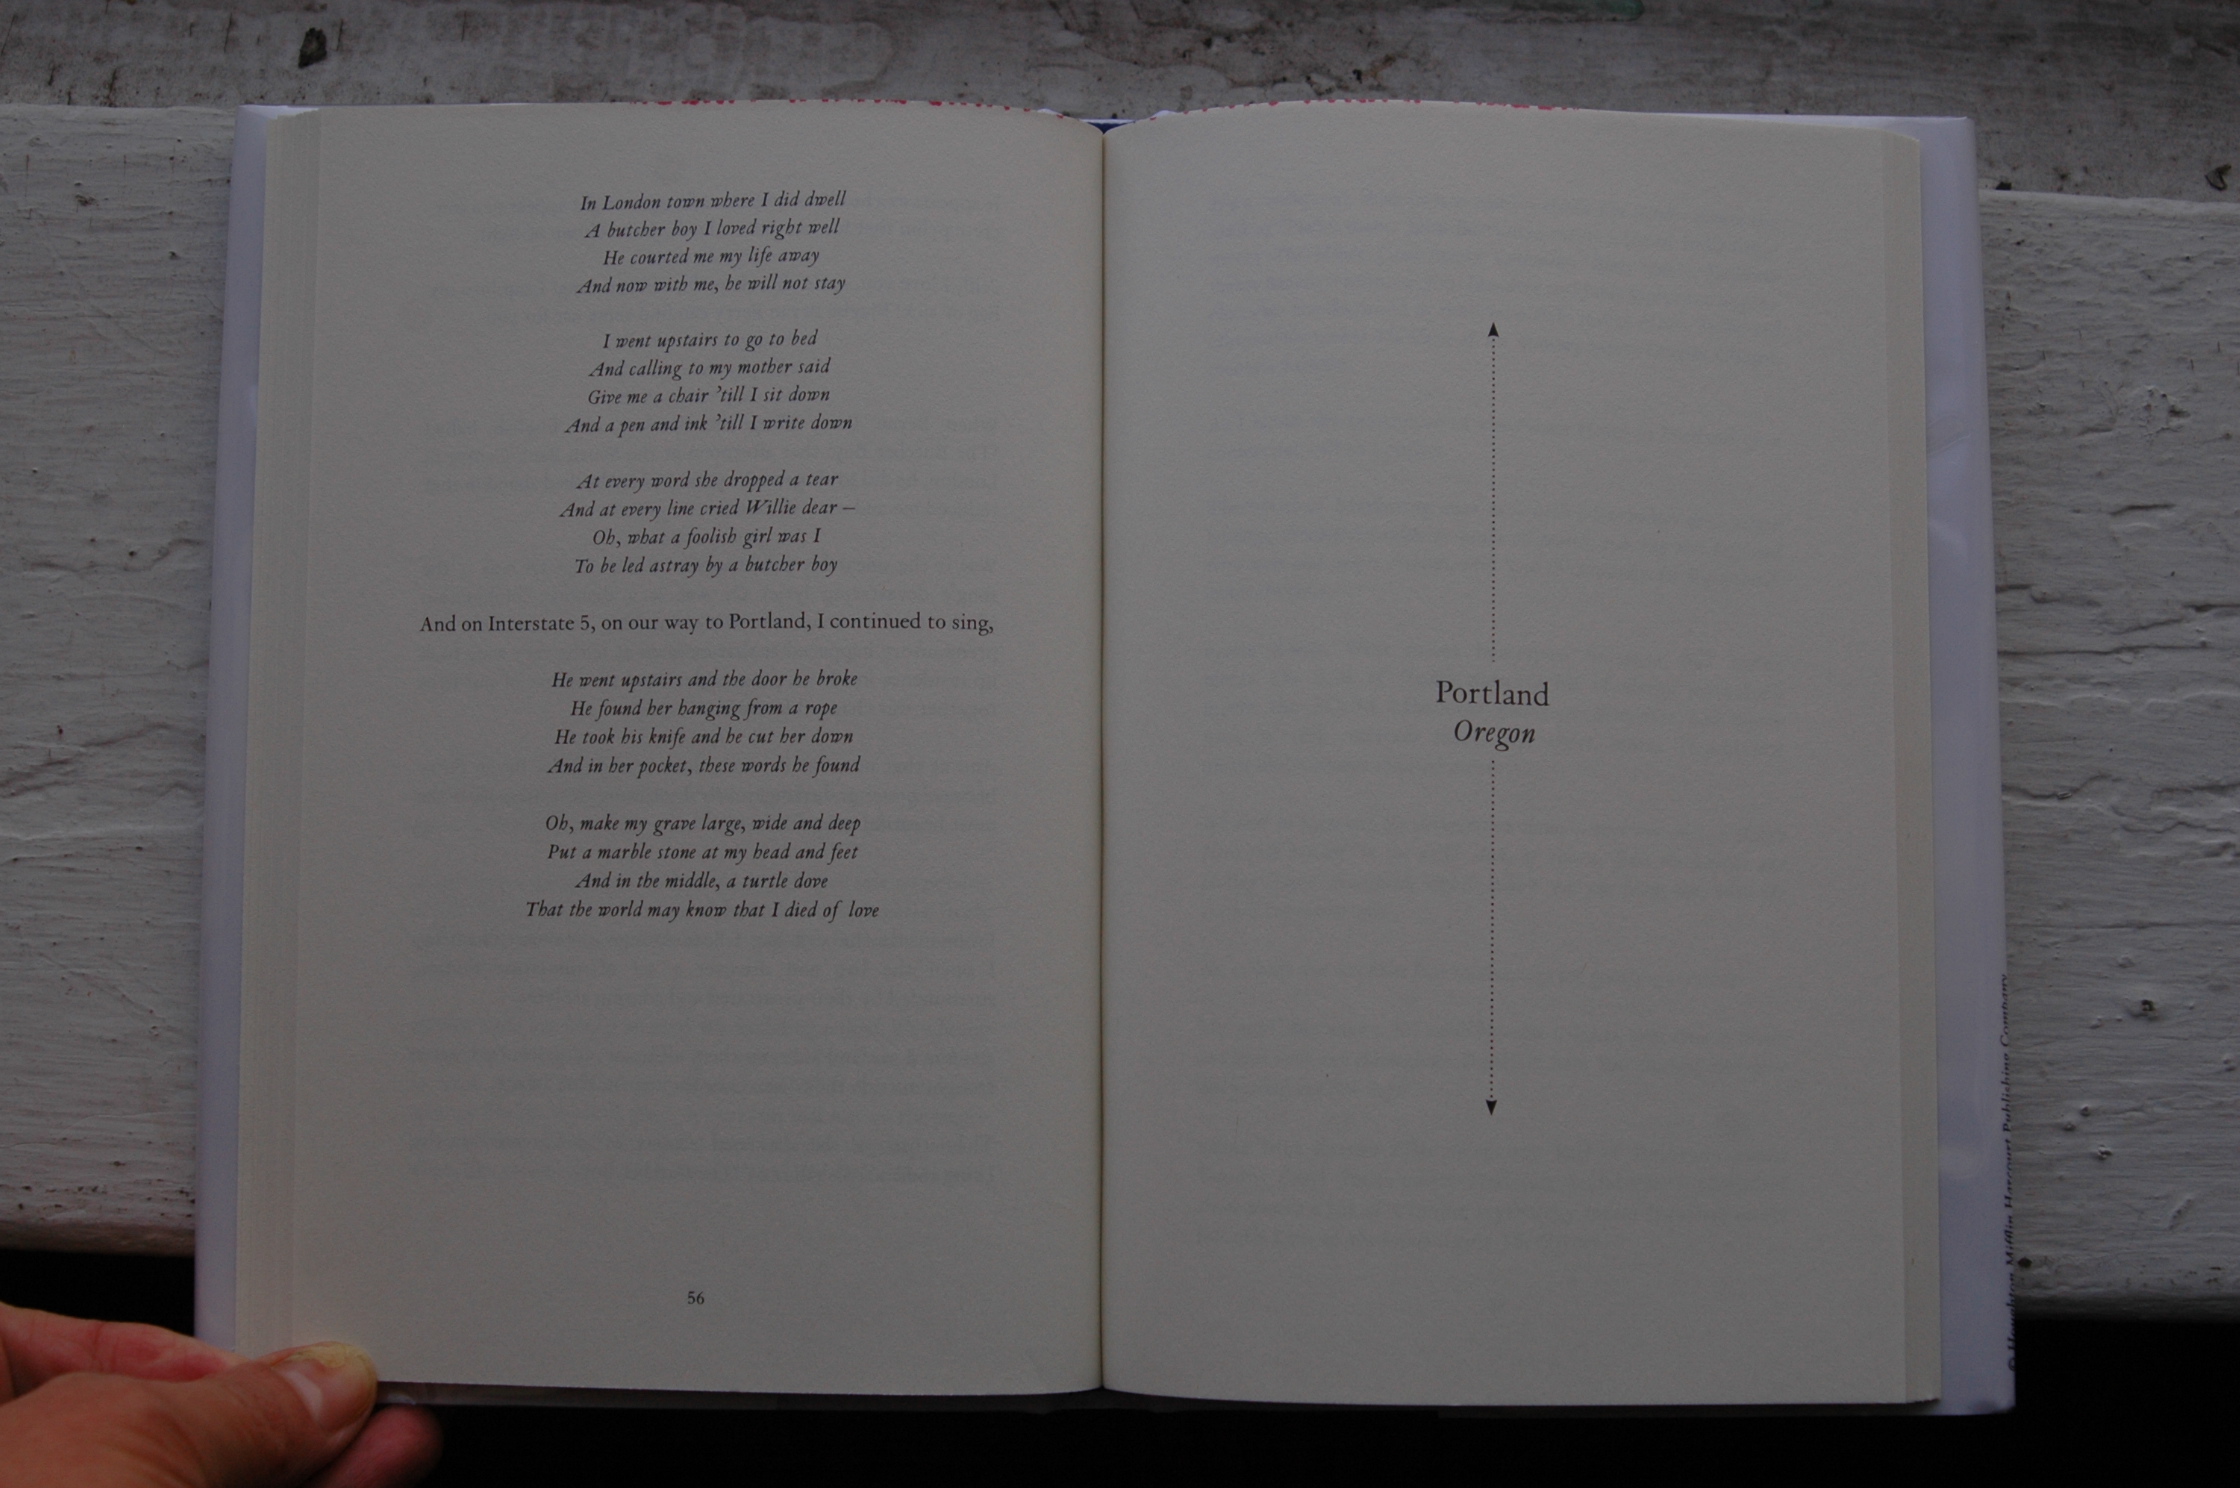 In London town where I did dwell
A butcher boy I loved right well
He courted me my life away
And now with me, he will not stay
I went upstairs to go to bed
And calling to my mother said
Give me a chair ’till I sit down
And a pen and ink ’till I write down
At every word she dropped a tear
And at every line cried Willie dear —
Oh, what a foolish girl was I
To be led astray by a butcher boy
And on Interstate 5, on our way to Portland, I continued to sing,
He went upstairs and the door he broke
He found her hanging from a rope
He took his knife and he cut her down
And in her pocket, these words he found
Oh, make my grave large, wide and deep
Put a marble stone at my head and feet
And in the middle, a turtle dove
That the world may know that I died of love
56
Portland
Oregon
© Houghton Mifflin Harcourt Publishing Company